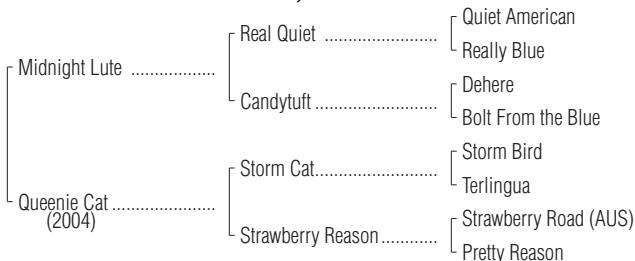 Quiet American
Real Quiet ........................
Really Blue
Midnight Lute ..................
Dehere
Candytuft ..........................
Bolt From the Blue
Storm Bird
Storm Cat..........................
Terlingua
Queenie Cat ......................
(2004)
Strawberry Road (AUS)
Strawberry Reason............
Pretty Reason